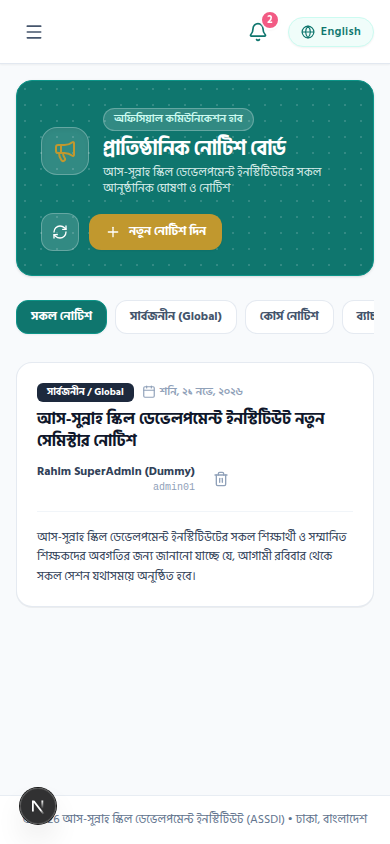 2
English
অফিসিয়াল কমিউনিকেশন হাব
প্রাতিষ্ঠানিক নোটিশ বোর্ড
আস-সুন্নাহ স্কিল ডেভেলপমেন্ট ইনস্টিটিউটের সকল
আনুষ্ঠানিক ঘোষণা ও নোটিশ
নতুন নোটিশ দিন
সকল নোটিশ
সার্বজনীন (Global)
কোর্স নোটিশ
সার্বজনীন / Global
শনি, ২৯ নভে, ২০২৬
আস-সুন্নাহ স্কিল ডেভেলপমেন্ট ইনস্টিটিউট নতুন
সেমিস্টার নোটিশ
Rahim SuperAdmin (Dummy)
admin01
আস-সুন্নাহ স্কিল ডেভেলপমেন্ট ইনস্টিটিউটের সকল শিক্ষার্থী ও সম্মানিত
শিক্ষকদের অবগতির জন্য জানানো যাচ্ছে যে, আগামী রবিবার থেকে
সকল সেশন যথাসময়ে অনুষ্ঠিত হবে।
N
আস-সুন্নাহ স্কিল ডেভেলপমেন্ট ইনস্টিটিউট (ASSDI) • ঢাকা, বাংলাদেশ